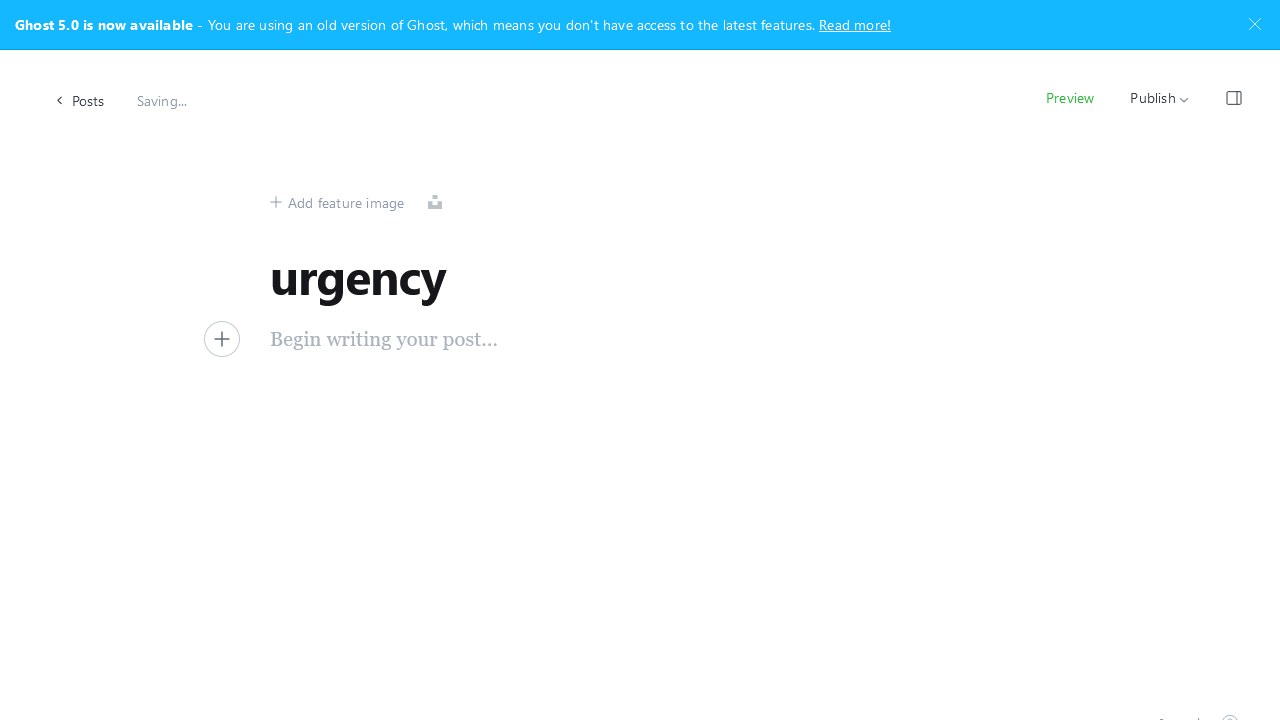 Ghost 5.0 is now available - You are using an old version of Ghost, which means you don't have access to the latest features. Read more!
Posts
Saving...
Preview
Publish
Add feature image
urgency
Begin writing your post...